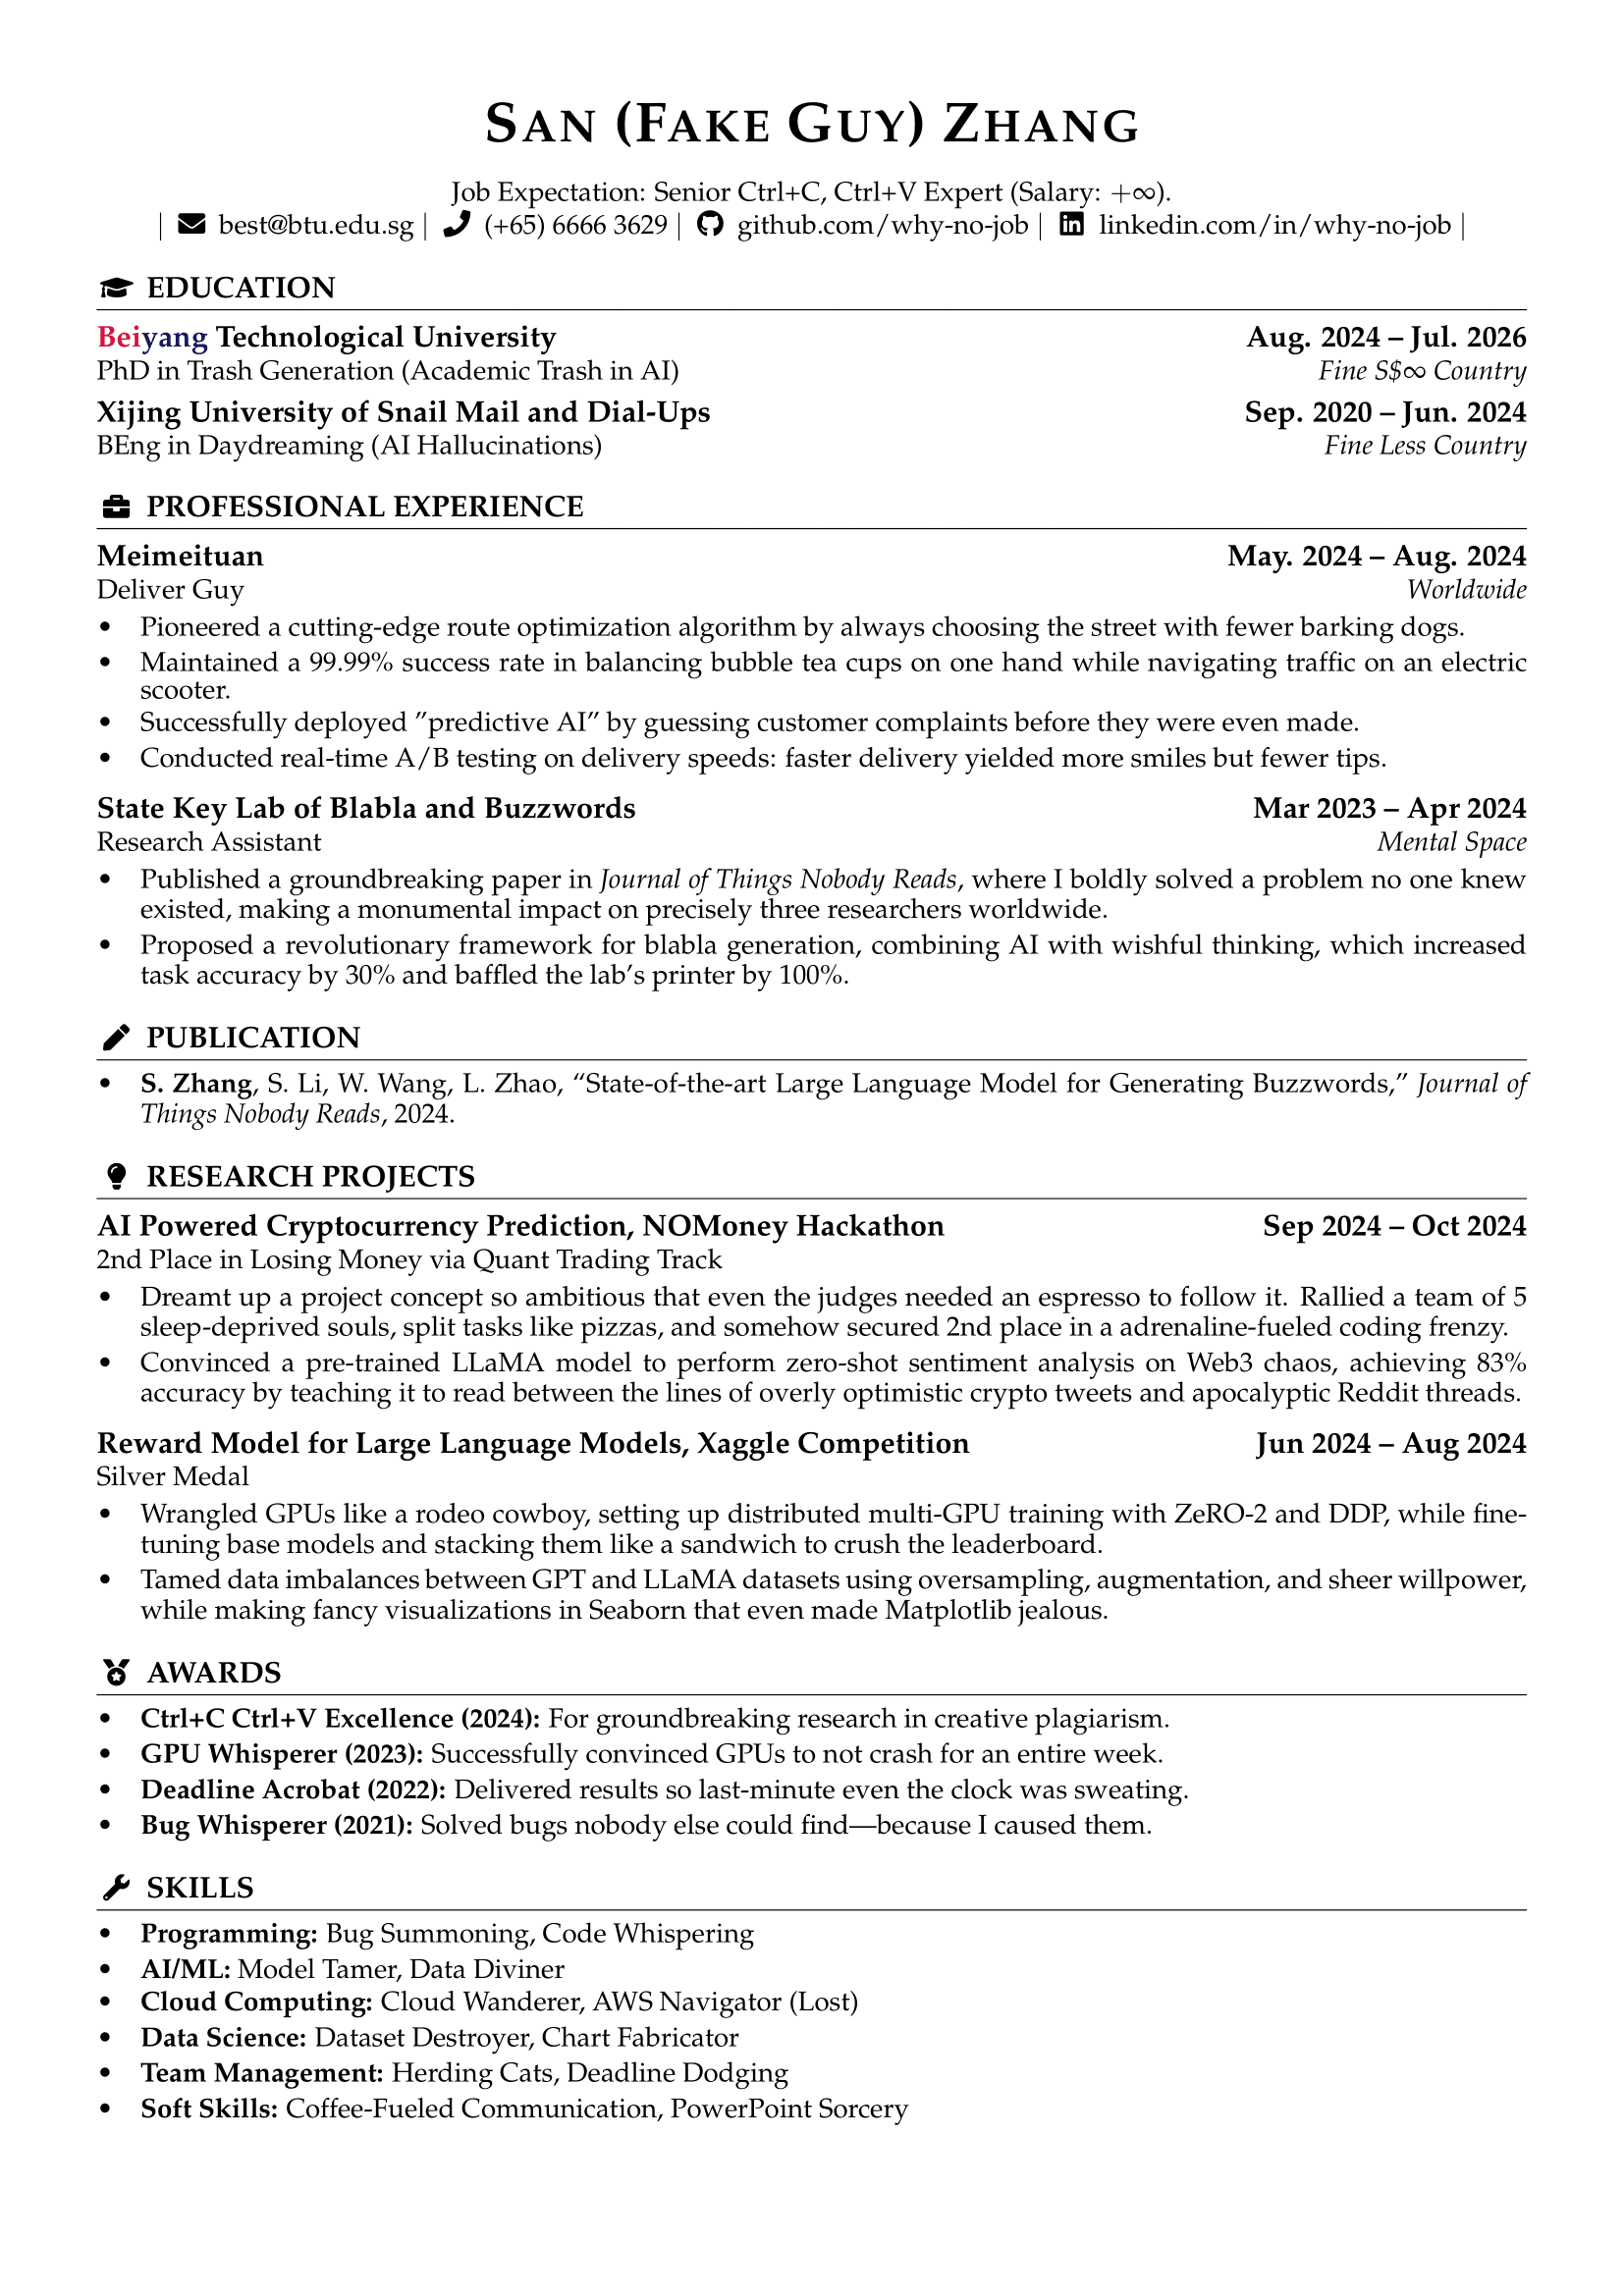 San (Fake Guy) Zhang
Job Expectation: Senior Ctrl+C, Ctrl+V Expert (Salary: +∞).
| best@btu.edu.sg | (+65) 6666 3629 | github.com/why-no-job | linkedin.com/in/why-no-job |
EDUCATION
Beiyang Technological University Aug. 2024 – Jul. 2026
PhD in Trash Generation (Academic Trash in AI) Fine S$∞ Country
Xijing University of Snail Mail and Dial-Ups Sep. 2020 – Jun. 2024
BEng in Daydreaming (AI Hallucinations) Fine Less Country
PROFESSIONAL EXPERIENCE
Meimeituan May. 2024 – Aug. 2024
Deliver Guy Worldwide
• Pioneered a cutting-edge route optimization algorithm by always choosing the street with fewer barking dogs.
• Maintained a 99.99% success rate in balancing bubble tea cups on one hand while navigating traffic on an electric
scooter.
• Successfully deployed ”predictive AI” by guessing customer complaints before they were even made.
• Conducted real-time A/B testing on delivery speeds: faster delivery yielded more smiles but fewer tips.
State Key Lab of Blabla and Buzzwords Mar 2023 – Apr 2024
Research Assistant Mental Space
• Published a groundbreaking paper in Journal of Things Nobody Reads, where I boldly solved a problem no one knew
existed, making a monumental impact on precisely three researchers worldwide.
• Proposed a revolutionary framework for blabla generation, combining AI with wishful thinking, which increased
task accuracy by 30% and baffled the lab’s printer by 100%.
PUBLICATION
• S. Zhang, S. Li, W. Wang, L. Zhao, “State-of-the-art Large Language Model for Generating Buzzwords,” Journal of
Things Nobody Reads, 2024.
RESEARCH PROJECTS
AI Powered Cryptocurrency Prediction, NOMoney Hackathon Sep 2024 – Oct 2024
2nd Place in Losing Money via Quant Trading Track
• Dreamt up a project concept so ambitious that even the judges needed an espresso to follow it. Rallied a team of 5
sleep-deprived souls, split tasks like pizzas, and somehow secured 2nd place in a adrenaline-fueled coding frenzy.
• Convinced a pre-trained LLaMA model to perform zero-shot sentiment analysis on Web3 chaos, achieving 83%
accuracy by teaching it to read between the lines of overly optimistic crypto tweets and apocalyptic Reddit threads.
Reward Model for Large Language Models, Xaggle Competition Jun 2024 – Aug 2024
Silver Medal
• Wrangled GPUs like a rodeo cowboy, setting up distributed multi-GPU training with ZeRO-2 and DDP, while fine-
tuning base models and stacking them like a sandwich to crush the leaderboard.
• Tamed data imbalances between GPT and LLaMA datasets using oversampling, augmentation, and sheer willpower,
while making fancy visualizations in Seaborn that even made Matplotlib jealous.
AWARDS
• Ctrl+C Ctrl+V Excellence (2024): For groundbreaking research in creative plagiarism.
• GPU Whisperer (2023): Successfully convinced GPUs to not crash for an entire week.
• Deadline Acrobat (2022): Delivered results so last-minute even the clock was sweating.
• Bug Whisperer (2021): Solved bugs nobody else could find—because I caused them.
SKILLS
• Programming: Bug Summoning, Code Whispering
• AI/ML: Model Tamer, Data Diviner
• Cloud Computing: Cloud Wanderer, AWS Navigator (Lost)
• Data Science: Dataset Destroyer, Chart Fabricator
• Team Management: Herding Cats, Deadline Dodging
• Soft Skills: Coffee-Fueled Communication, PowerPoint Sorcery